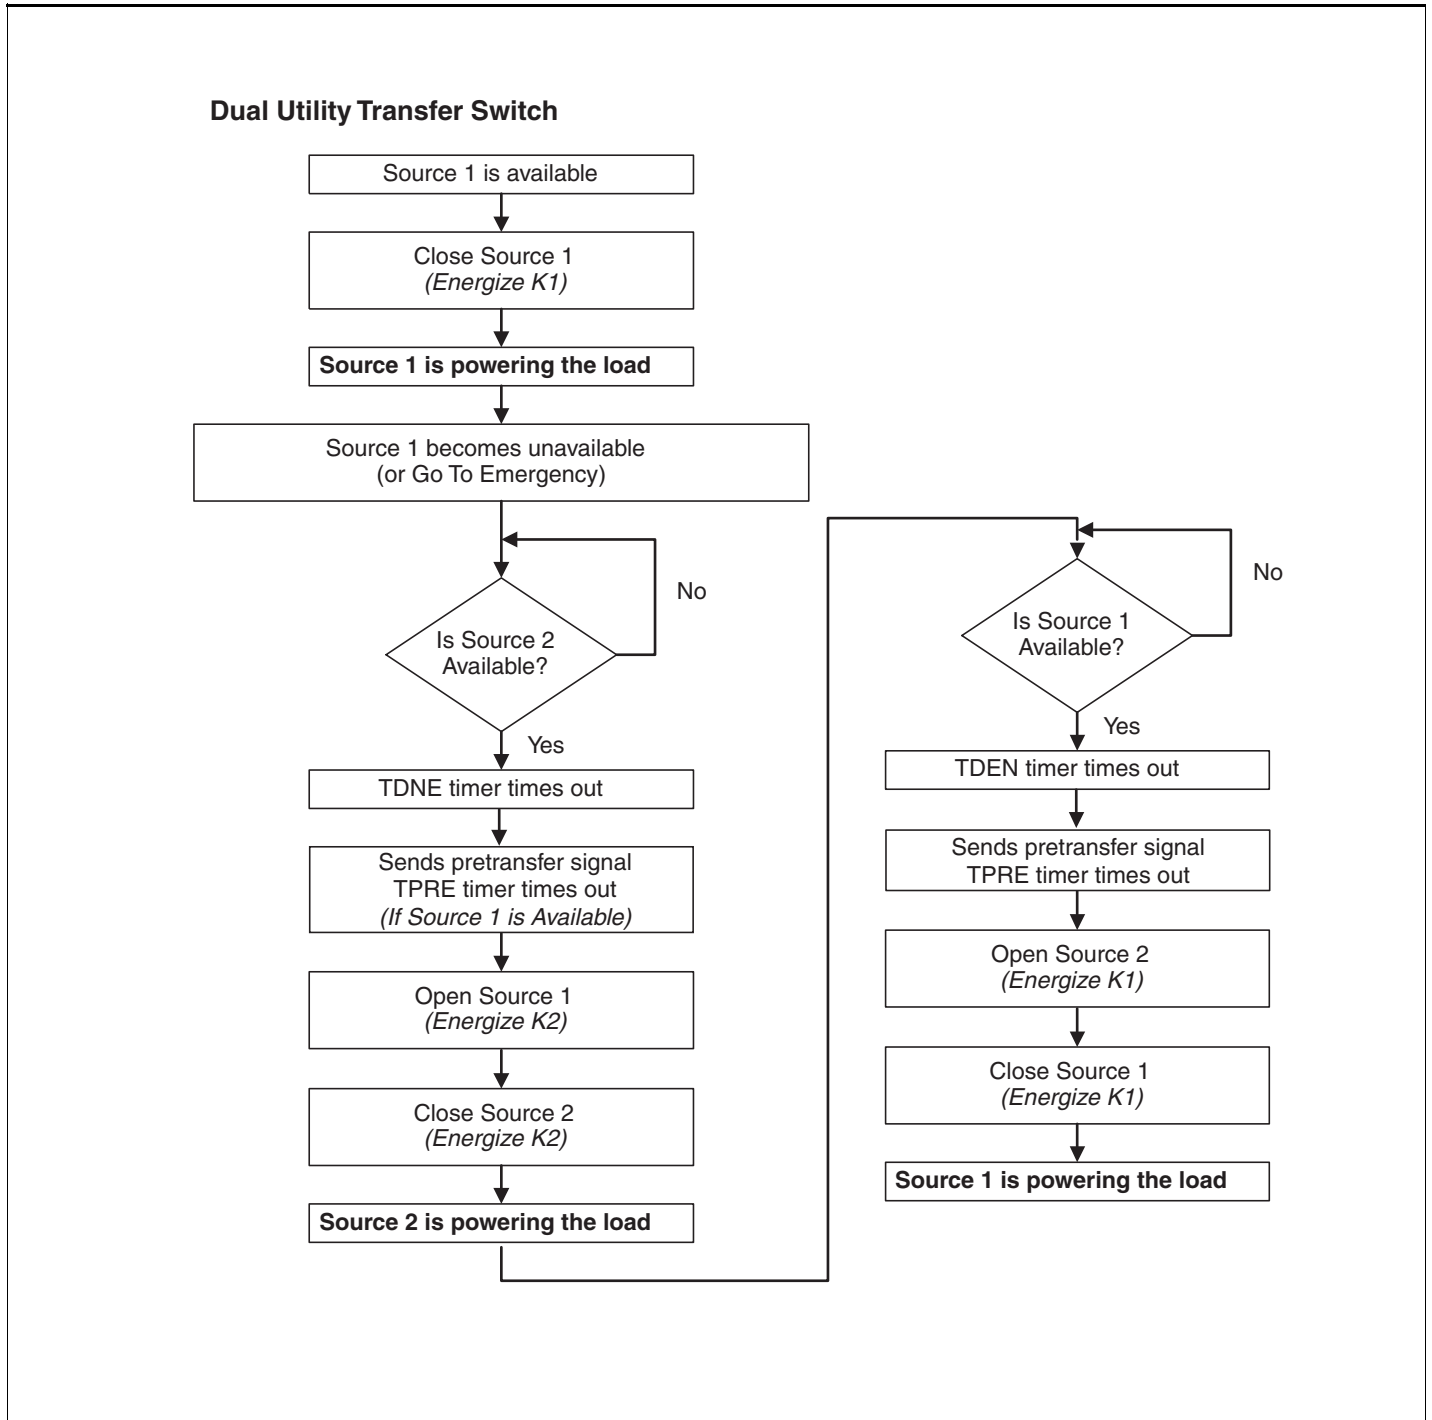 Dual Utility Transfer Switch
Source 1 is available
Close Source 1
(Energize K1)
Source 1 is powering the load
Source 1 becomes unavailable
(or Go To Emergency)
No
Is Source 2
Available?
Yes
TDNE timer times out
Sends pretransfer signal
TPRE timer times out
(If Source 1 is Available)
Open Source 1
(Energize K2)
Close Source 2
(Energize K2)
Source 2 is powering the load
No
Is Source 1
Available?
Yes
TDEN timer times out
Sends pretransfer signal
TPRE timer times out
Open Source 2
(Energize K1)
Close Source 1
(Energize K1)
Source 1 is powering the load